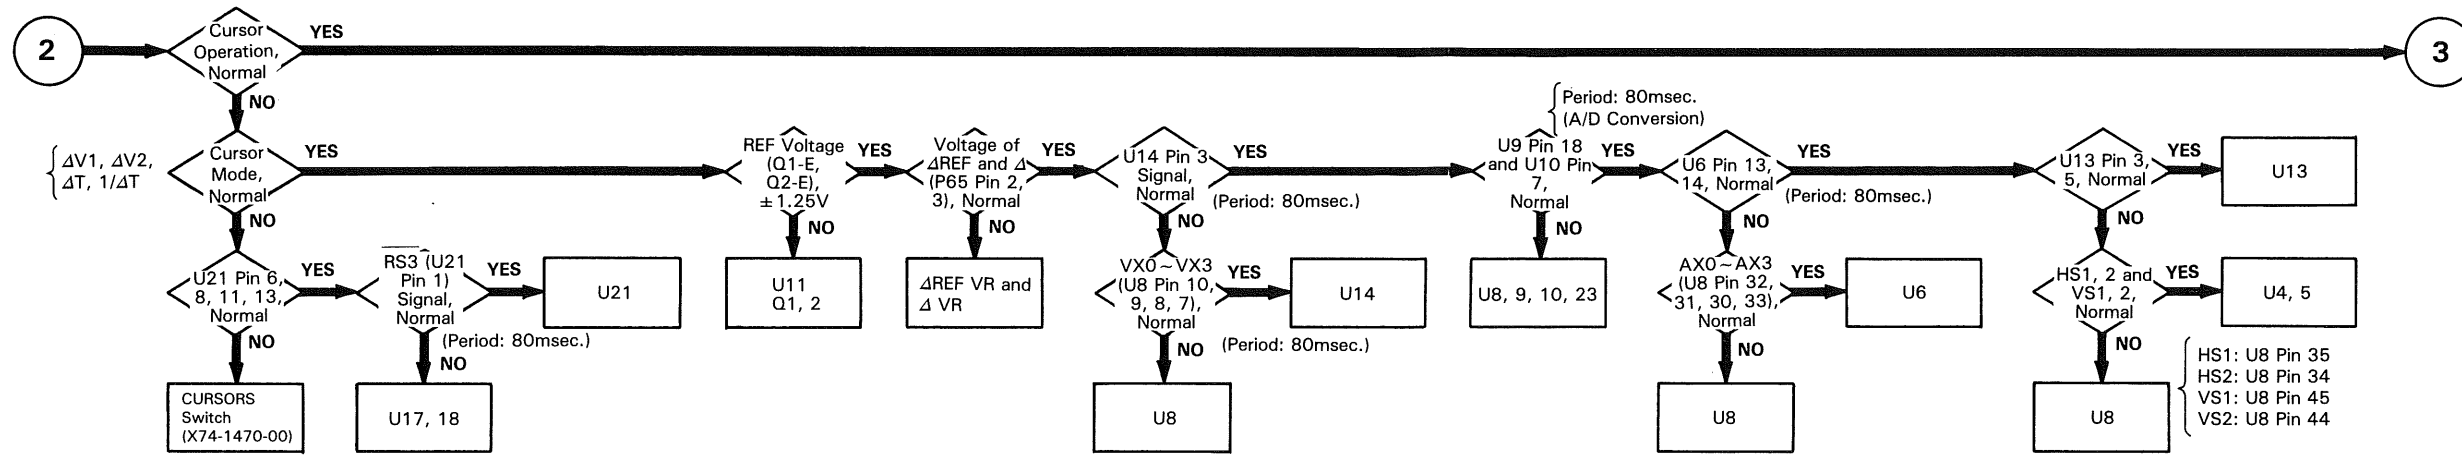 2
Cursor
Operation,
Normal
YES
3
NO
ΔV1, ΔV2,
ΔT, 1/ΔT
Cursor
Mode,
Normal
YES
NO
REF Voltage
(Q1-E,
Q2-E),
±1.25V
YES
NO
Voltage of
ΔREF and Δ
(P65 Pin 2,
3), Normal
YES
NO
U14 Pin 3
Signal,
Normal
YES
(Period: 80msec.)
NO
Period: 80msec.
(A/D Conversion)
U9 Pin 18
and U10 Pin
7,
Normal
YES
NO
U6 Pin 13,
14, Normal
YES
(Period: 80msec.)
NO
U13 Pin 3,
5, Normal
YES
NO
U13
U21 Pin 6,
8, 11, 13,
Normal
YES
NO
RS3 (U21
Pin 1)
Signal,
Normal
YES
(Period: 80msec.)
NO
U21
U11
Q1, 2
ΔREF VR and
Δ VR
VX0~VX3
(U8 Pin 10,
9, 8, 7),
Normal
YES
NO
(Period: 80msec.)
U14
U8, 9, 10, 23
AX0~AX3
(U8 Pin 32,
31, 30, 33),
Normal
YES
NO
U6
HS1, 2 and
VS1, 2,
Normal
YES
NO
U4, 5
CURSORS
Switch
(X74-1470-00)
U17, 18
U8
U8
U8
HS1: U8 Pin 35
HS2: U8 Pin 34
VS1: U8 Pin 45
VS2: U8 Pin 44